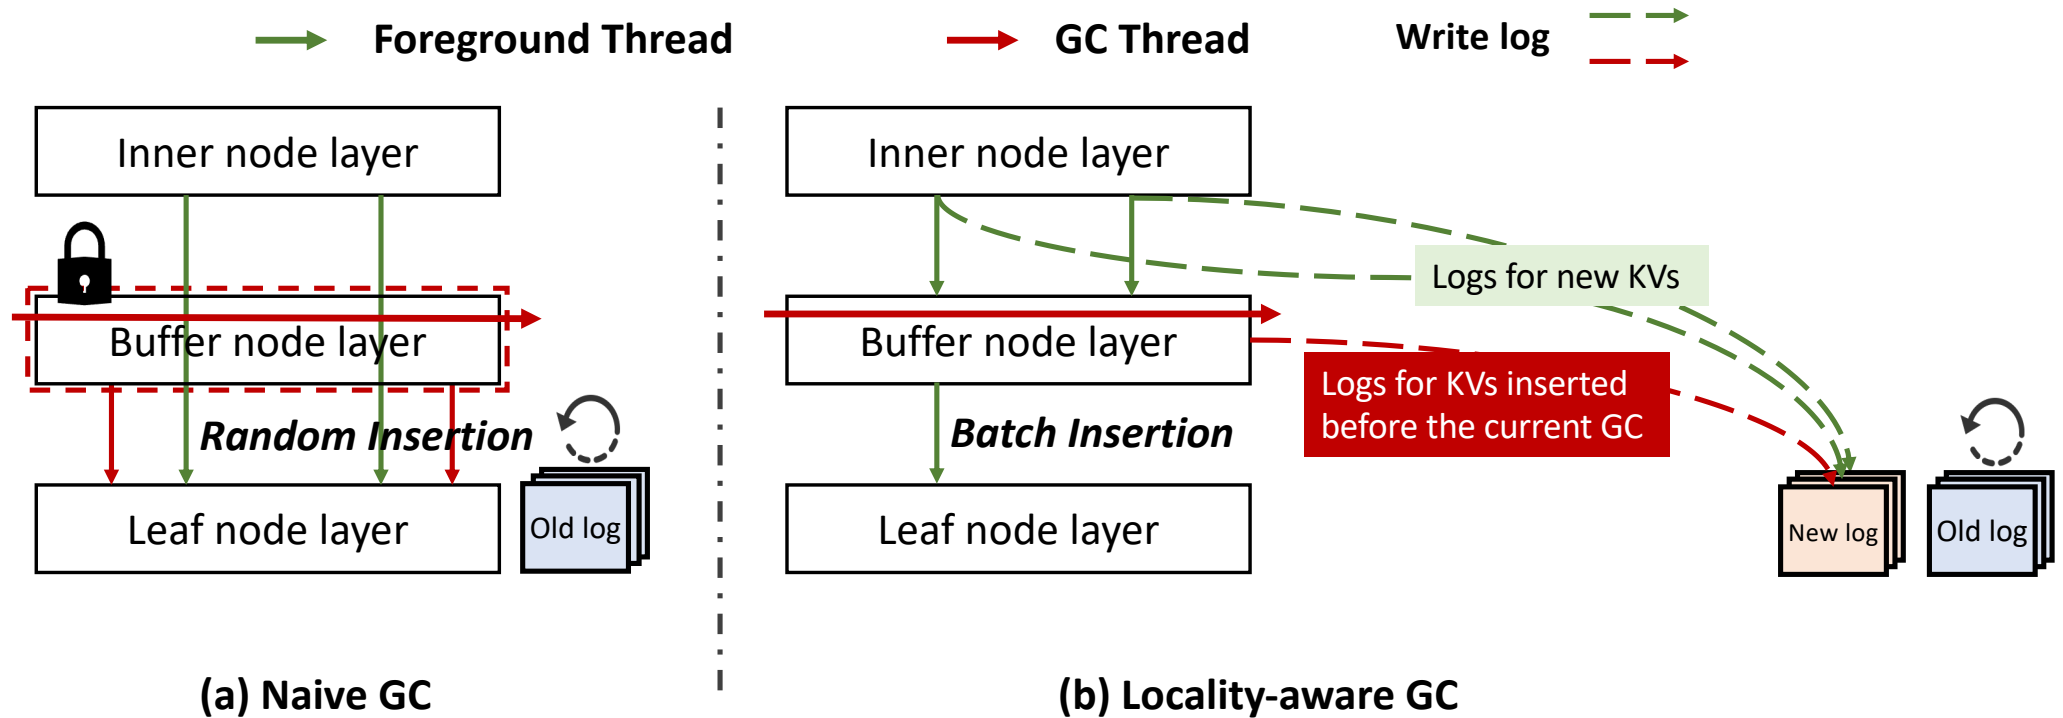 Foreground Thread
GC Thread
Write log
Inner node layer
Buffer node layer
Random Insertion
Leaf node layer
Old log
(a) Naive GC
Inner node layer
Logs for new KVs
Buffer node layer
Logs for KVs inserted
before the current GC
Batch Insertion
Leaf node layer
New log
Old log
(b) Locality-aware GC